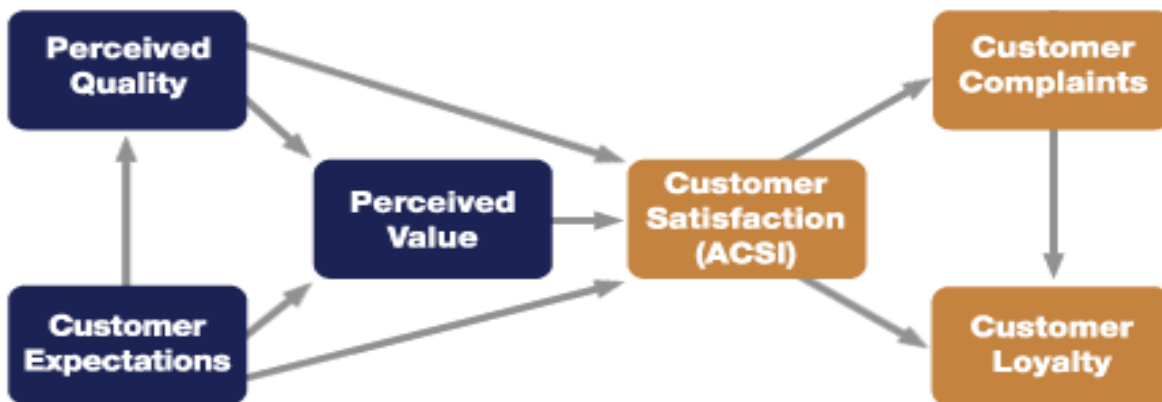 Perceived
Quality
Customer
Complaints
Perceived
Value
Customer
Satisfaction
(ACSI)
Customer
Expectations
Customer
Loyalty